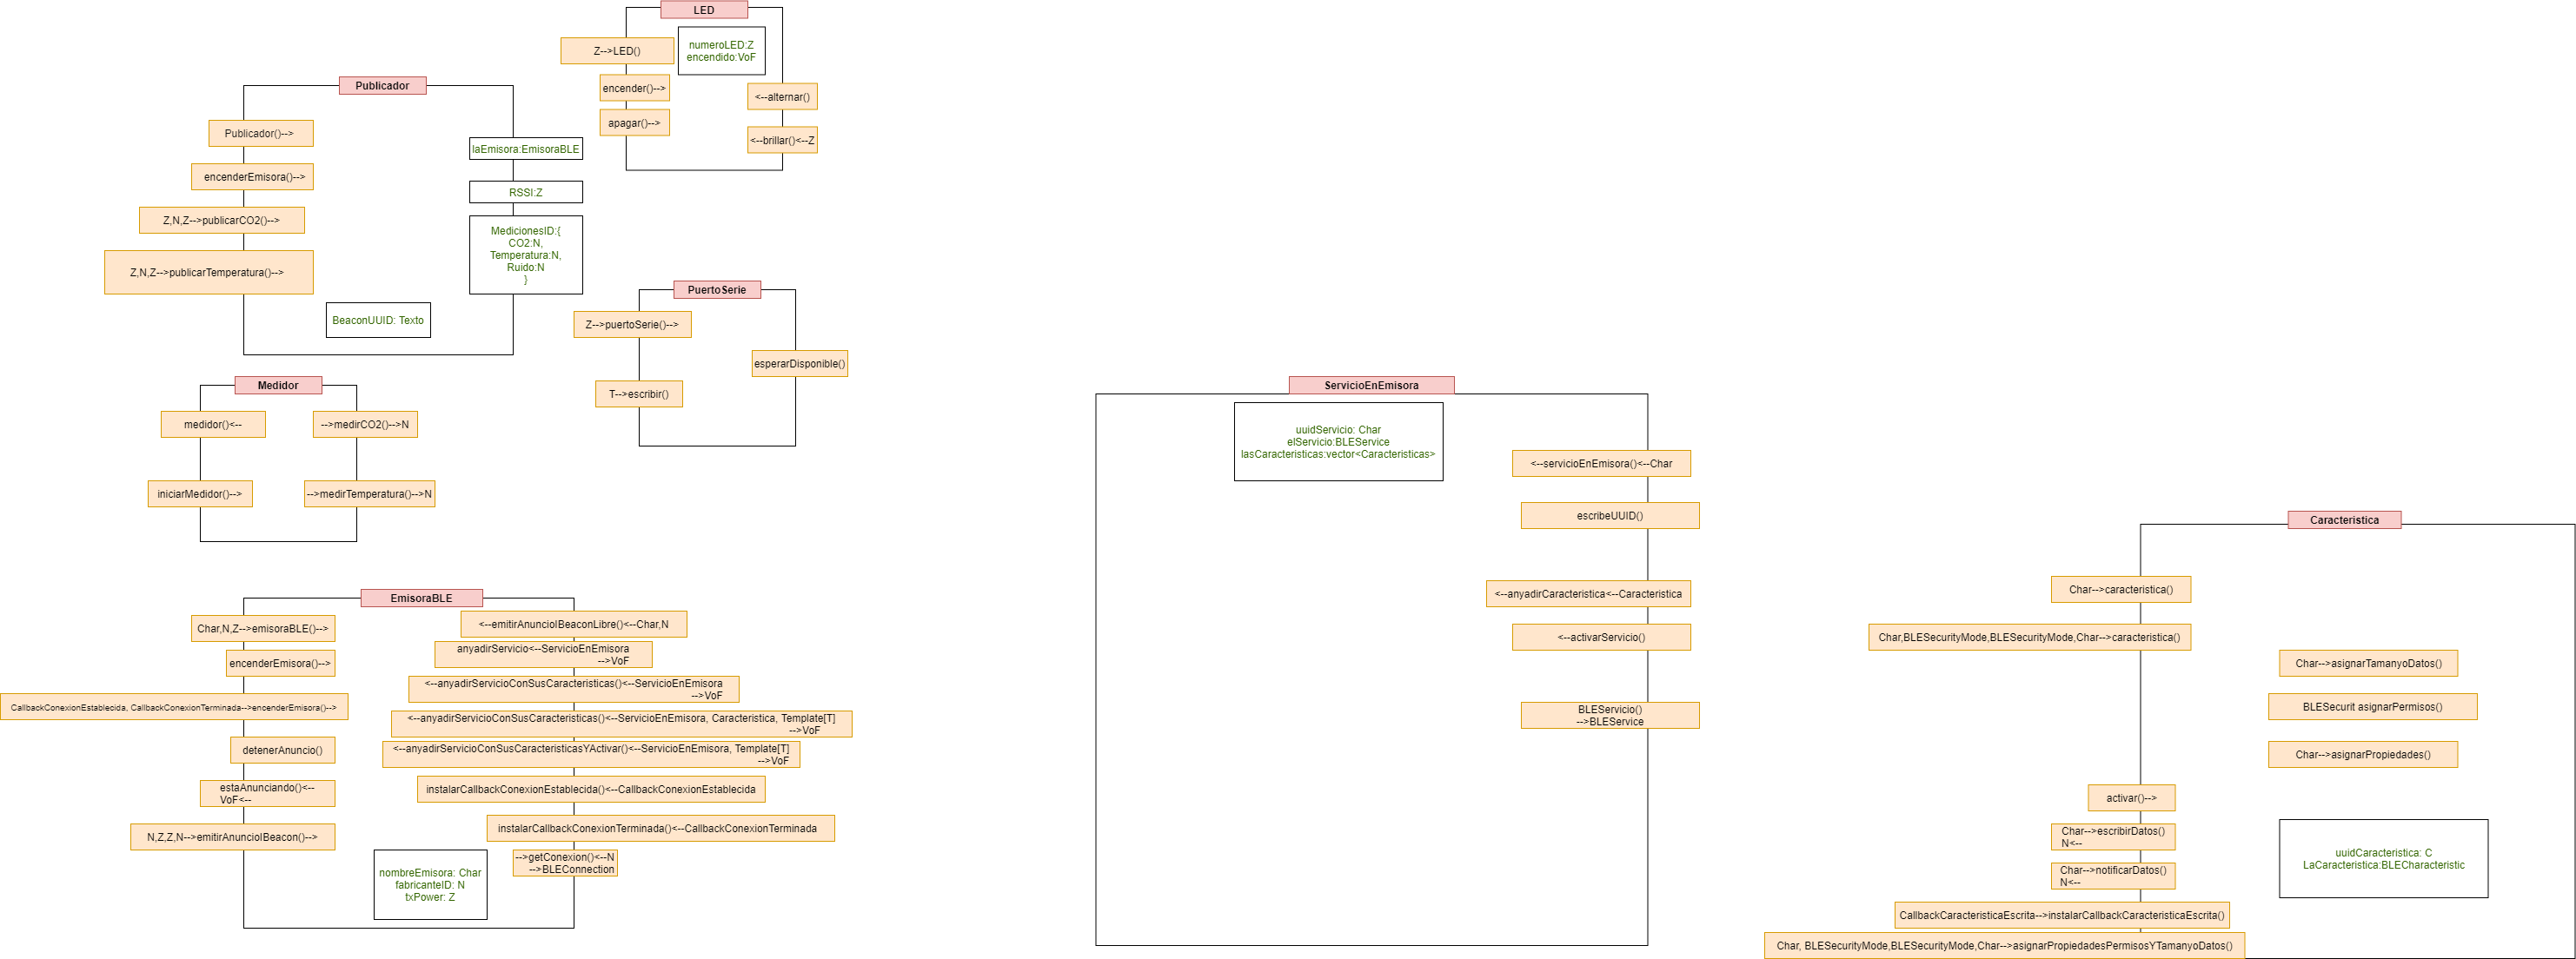 LED
Z-->LED()
numeroLED:Z
encendido:VoF
encender()-->
<--alternar()
apagar()-->
<--brillar()<--Z
Publicador
Publicador()-->
laEmisora:EmisoraBLE
encenderEmisora()-->
RSSI:Z
Z,N,Z-->publicarCO2()-->
MedicionesID:{
CO2:N,
Temperatura:N,
Ruido:N
}
Z,N,Z-->publicarTemperatura()-->
BeaconUUID: Texto
PuertoSerie
Z-->puertoSerie()-->
esperarDisponible()
T-->escribir()
Medidor
medidor()<--
-->medirCO2()-->N
iniciarMedidor()-->
-->medirTemperatura()-->N
EmisoraBLE
Char,N,Z-->emisoraBLE()-->
<--emitirAnuncioIBeaconLibre()<--Char,N
encenderEmisora()-->
anyadirServicio<--ServicioEnEmisora
-->VoF
<--anyadirServicioConSusCaracteristicas()<--ServicioEnEmisora
-->VoF
CallbackConexionEstablecida, CallbackConexionTerminada-->encenderEmisora()-->
<--anyadirServicioConSusCaracteristicas()<--ServicioEnEmisora, Caracteristica, Template[T]
-->VoF
detenerAnuncio()
<--anyadirServicioConSusCaracteristicasYActivar()<--ServicioEnEmisora, Template[T]
-->VoF
estaAnunciando()<--
VoF<--
instalarCallbackConexionEstablecida()<--CallbackConexionEstablecida
N,Z,Z,N-->emitirAnuncioIBeacon()-->
instalarCallbackConexionTerminada()<--CallbackConexionTerminada
-->getConexion()<--N
-->BLEConnection
nombreEmisora: Char
fabricanteID: N
txPower: Z
ServicioEnEmisora
uuidServicio: Char
elServicio:BLEService
lasCaracteristicas:vector<Caracteristicas>
<--servicioEnEmisora()<--Char
escribeUUID()
<--anyadirCaracteristica<--Caracteristica
<--activarServicio()
BLEServicio()
-->BLEService
Caracteristica
Char-->caracteristica()
Char,BLESecurityMode,BLESecurityMode,Char-->caracteristica()
Char-->asignarTamanyoDatos()
BLESecurit asignarPermisos()
Char-->asignarPropiedades()
activar()-->
Char-->escribirDatos()
N<--
Char-->notificarDatos()
N<--
uuidCaracteristica: C
LaCaracteristica:BLECharacteristic
CallbackCaracteristicaEscrita-->instalarCallbackCaracteristicaEscrita()
Char, BLESecurityMode,BLESecurityMode,Char-->asignarPropiedadesPermisosYTamanyoDatos()